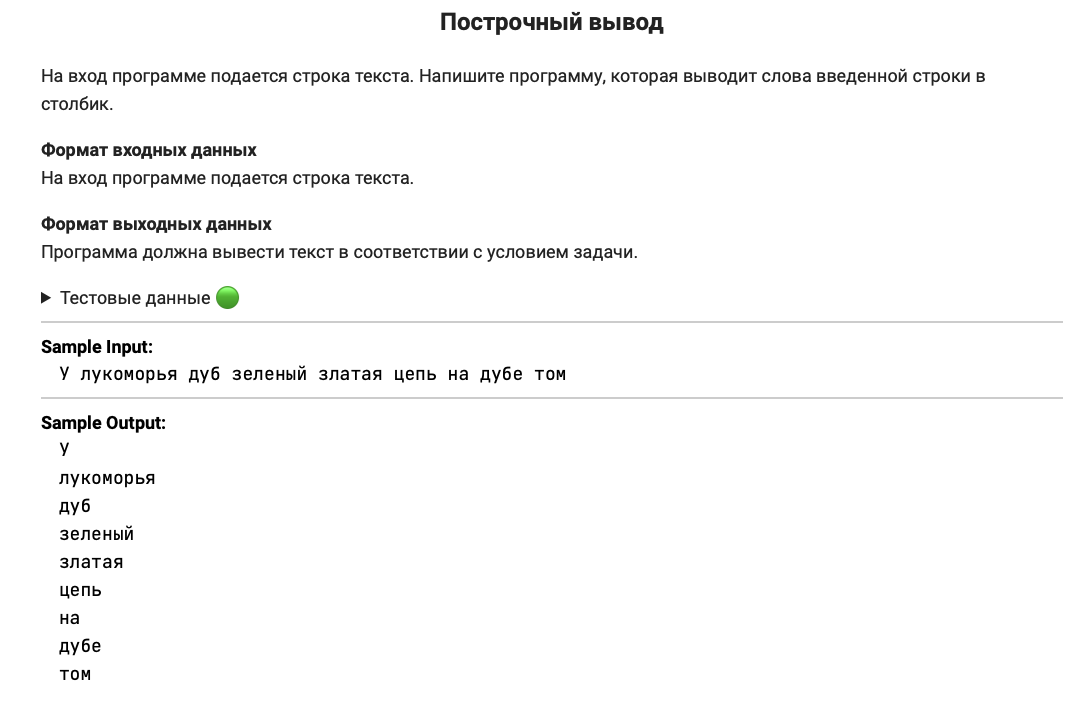 Построчный вывод
На вход программе подается строка текста. Напишите программу, которая выводит слова введенной строки в
столбик.
Формат входных данных
На вход программе подается строка текста.
Формат выходных данных
Программа должна вывести текст в соответствии с условием задачи.
Тестовые данные
Sample Input:
У лукоморья дуб зеленый златая цепь на дубе том
Sample Output:
У
лукоморья
дуб
зеленый
златая
цепь
на
дубе
том